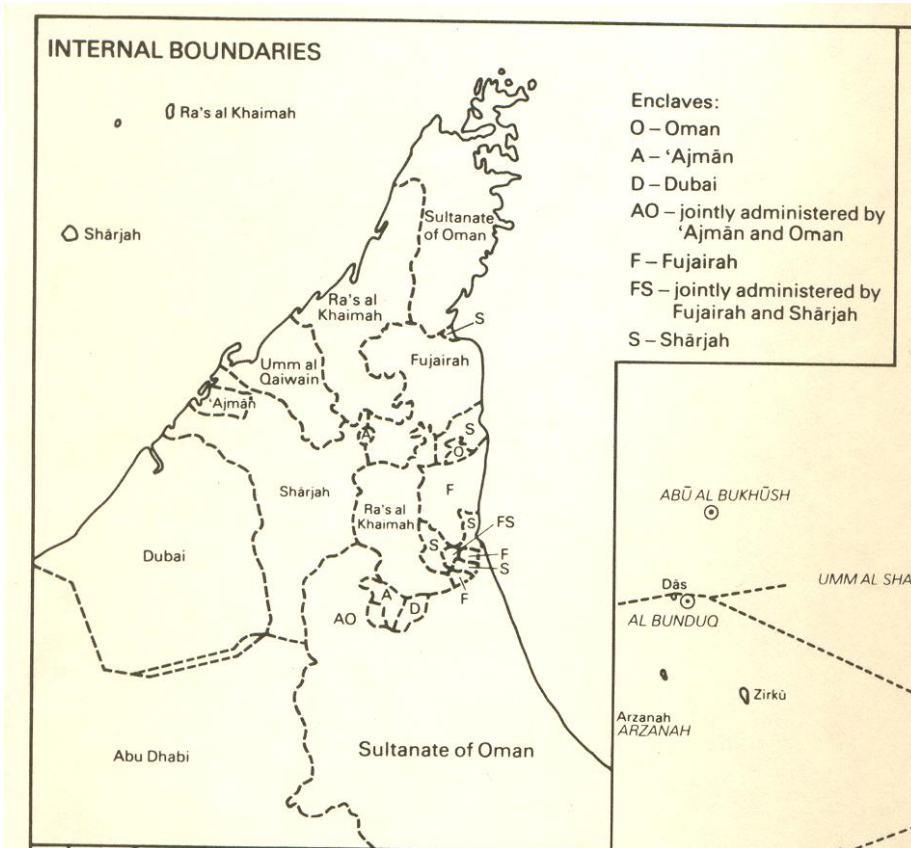 INTERNAL BOUNDARIES
Ra's al Khaimah
Shārjah
Enclaves:
O – Oman
A – ‘Ajmān
D – Dubai
AO – jointly administered by
‘Ajmān and Oman
F – Fujairah
FS – jointly administered by
Fujairah and Shārjah
S – Shārjah
Sultanate
of Oman
Ra's al
Khaimah
S
Fujairah
Umm al
Qaiwain
‘Ajmān
A
S
O
Shārjah
F
Ra's al
Khaimah
S
FS
S
F
S
F
Dubai
A
D
AO
Abu Dhabi
Sultanate of Oman
ABŪ AL BUKHŪSH
Dās
UMM AL SHA
AL BUNDUQ
Zirkū
Arzanah
ARZANAH